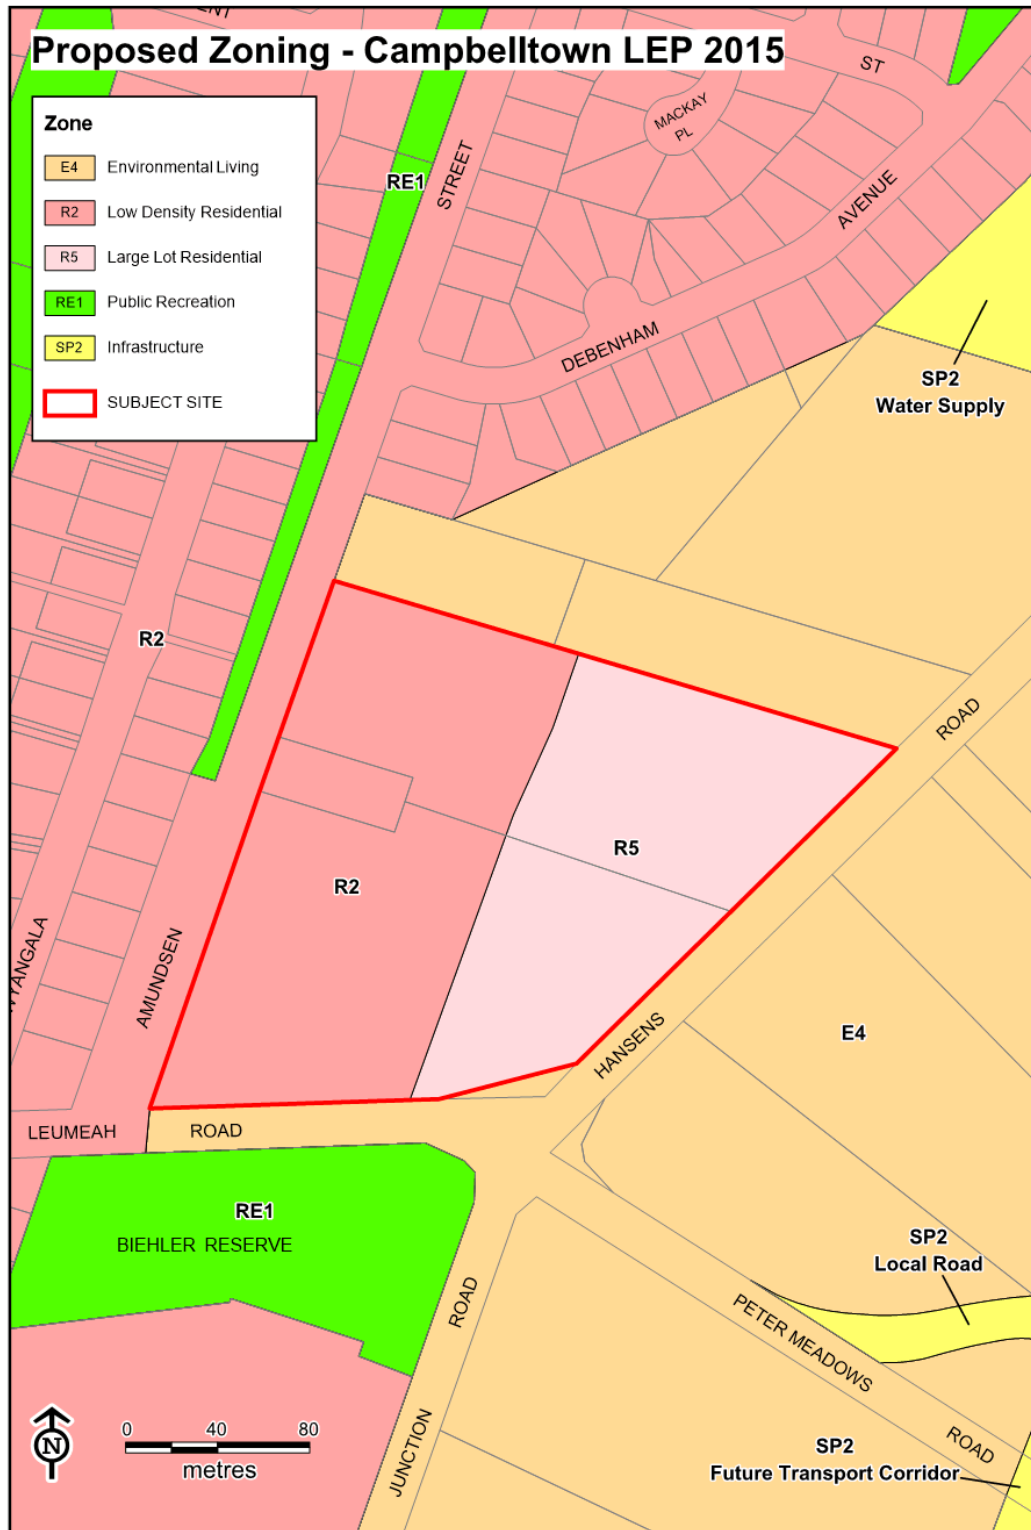 Proposed Zoning - Campbelltown LEP 2015
Zone
E4 Environmental Living
R2 Low Density Residential
R5 Large Lot Residential
RE1 Public Recreation
SP2 Infrastructure
SUBJECT SITE
ST
MACKAY
PL
RE1
STREET
AVENUE
DEBENHAM
SP2
Water Supply
R2
ROAD
R5
R2
AMUNDSEN
HANSENS
E4
LEUMEAH
ROAD
RE1
BIEHLER RESERVE
SP2
Local Road
ROAD
PETER MEADOWS
ROAD
JUNCTION
SP2
Future Transport Corridor
N
0 40 80
metres